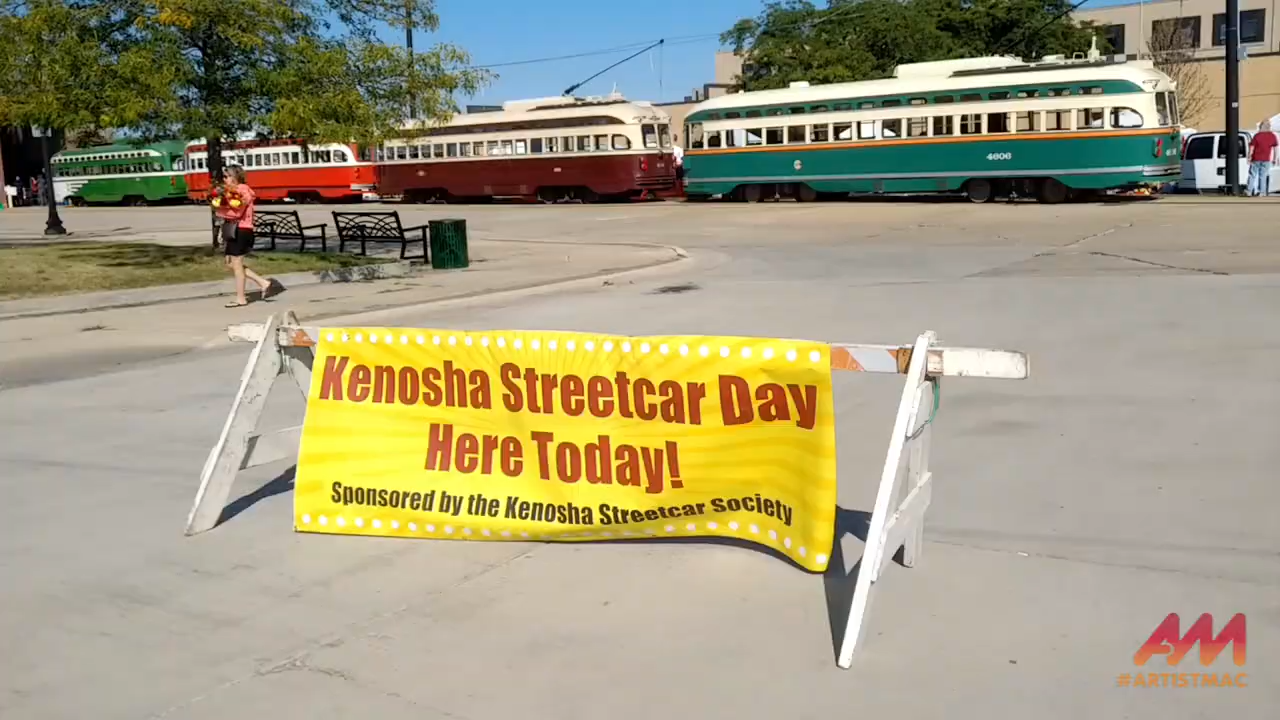 4606
Kenosha Streetcar Day
Here Today!
Sponsored by the Kenosha Streetcar Society
AM
#ARTISTMAC